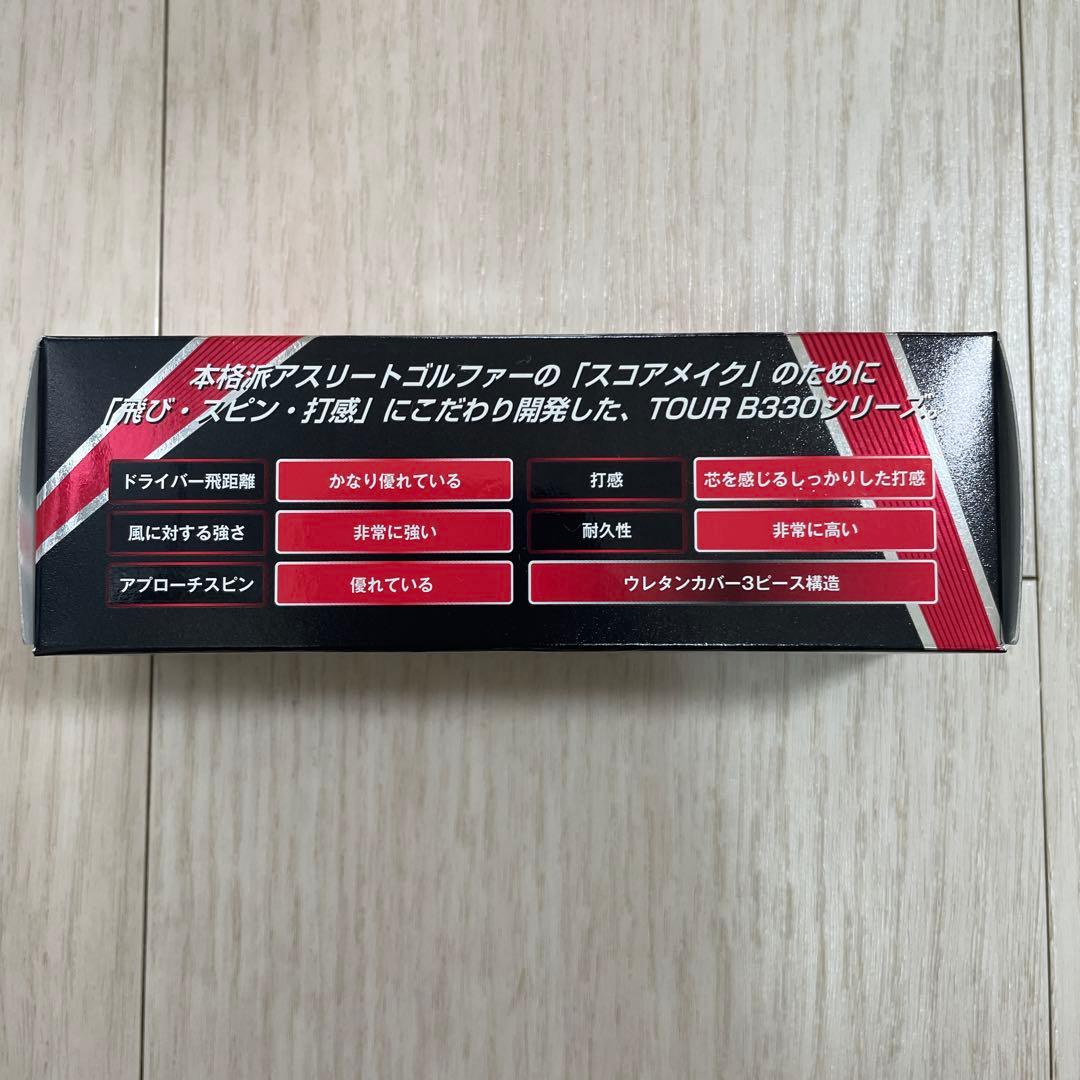 本格派アスリートゴルファーの「スコアメイク」のために
「飛び・スピン・打感」にこだわり開発した、TOUR B330シリーズ。
ドライバー飛距離 かなり優れている
風に対する強さ 非常に強い
アプローチスピン 優れている
打感 芯を感じるしっかりした打感
耐久性 非常に高い
ウレタンカバー3ピース構造